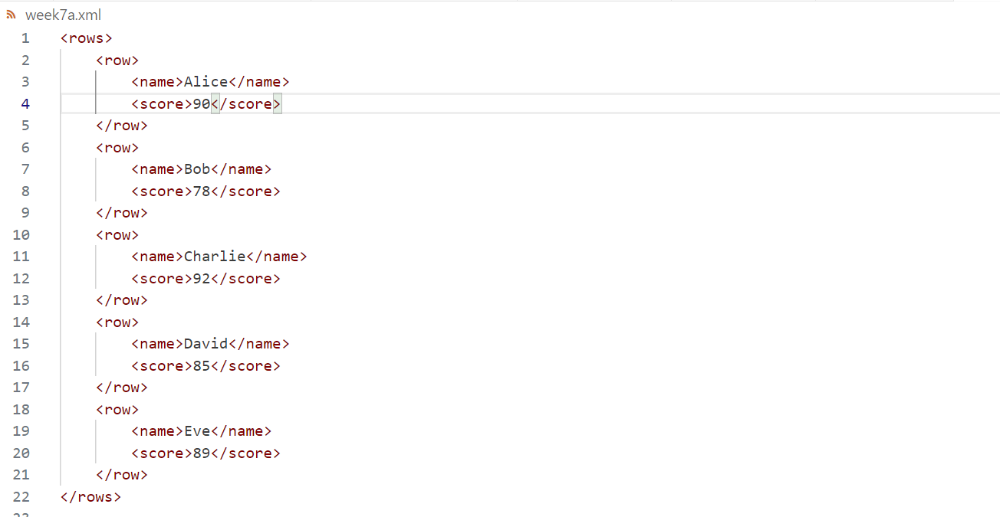 week7a.xml
1 <rows>
2 <row>
3 <name>Alice</name>
4 <score>90</score>
5 </row>
6 <row>
7 <name>Bob</name>
8 <score>78</score>
9 </row>
10 <row>
11 <name>Charlie</name>
12 <score>92</score>
13 </row>
14 <row>
15 <name>David</name>
16 <score>85</score>
17 </row>
18 <row>
19 <name>Eve</name>
20 <score>89</score>
21 </row>
22 </rows>
23